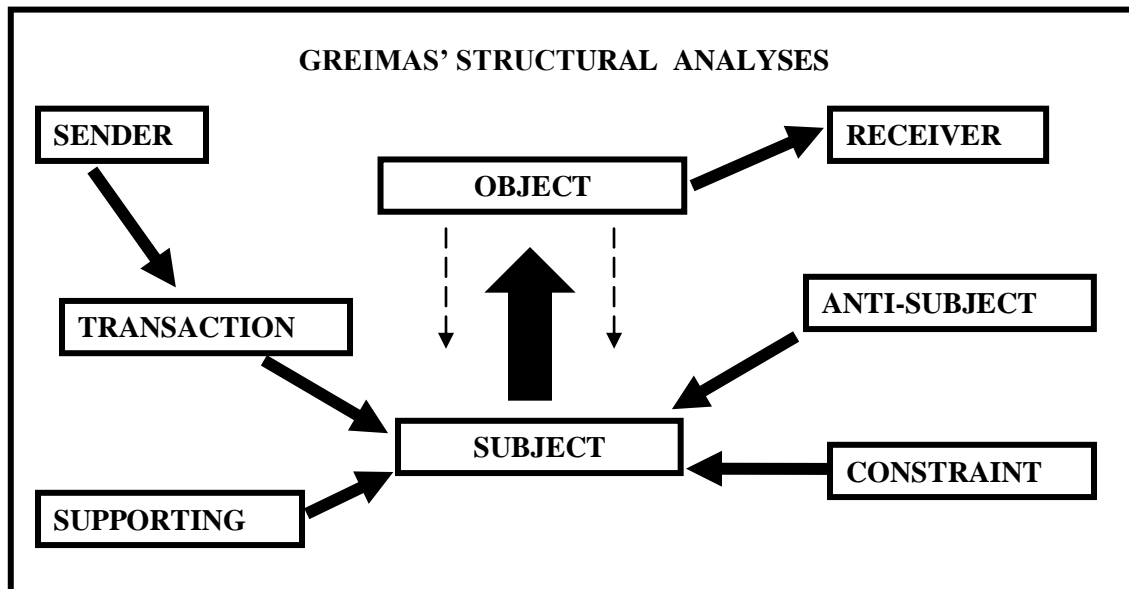 GREIMAS’ STRUCTURAL ANALYSES
SENDER
RECEIVER
OBJECT
TRANSACTION
ANTI-SUBJECT
SUBJECT
CONSTRAINT
SUPPORTING